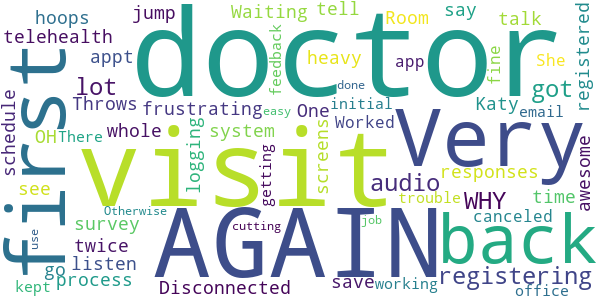 hoops
jump
Waiting
tell
Room
say
talk
registered
telehealth
doctor
feedback
heavy
app
She
fine
appt
lot
got
Throws
frustrating
One
initial
Katy
Worked
email
first
schedule
OH
There
whole
logging
system
screens
done
easy
Very
awesome
visit
see
survey
twice
getting
audio
responses
trouble
WHY
time
Otherwise
AGAIN
cutting
job
canceled
back
go
listen
process
use
kept
Disconnected
save
working
registering
office